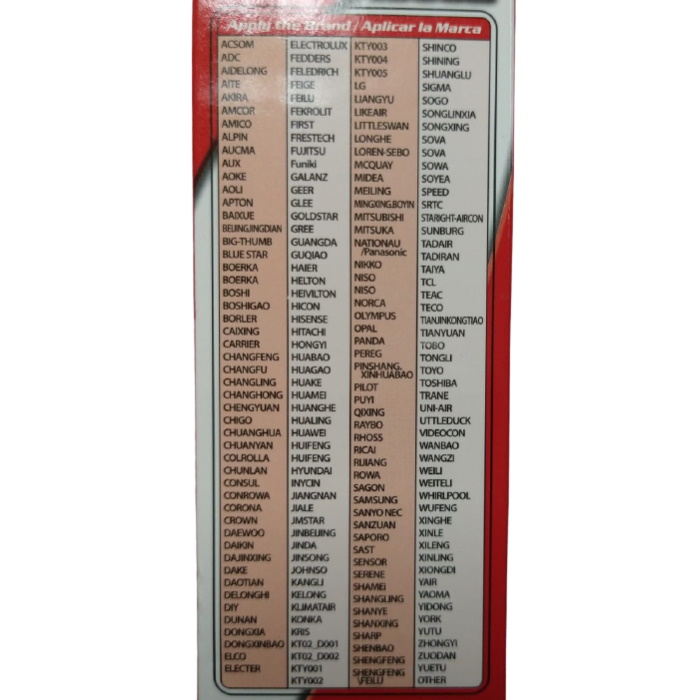 Apply the Brand / Aplicar la Marca
ACSOM
ADC
AIDELONG
AITE
AKIRA
AMCOR
AMICO
ALPIN
AUCMA
AUX
AOKE
AOLI
APTON
BAIXUE
BEIJINGJINGDIAN
BIG-THUMB
BLUE STAR
BOERKA
BOERKA
BOSHI
BOSHIGAO
BORLER
CAIXING
CARRIER
CHANGFENG
CHANGFU
CHANGLING
CHANGHONG
CHENGYUAN
CHIGO
CHUANGHUA
CHUANYAN
COLROLLA
CHUNLAN
CONSUL
CONROWA
CORONA
CROWN
DAEWOO
DAIKIN
DAJINXING
DAKE
DAOTIAN
DELONGHI
DIY
DUNAN
DONGXIA
DONGXINBAO
ELCO
ELECTER
ELECTROLUX
FEDDERS
FELEDRICH
FEIGE
FEILU
FEKROLIT
FIRST
FRESTECH
FUJITSU
Funiki
GALANZ
GEER
GLEE
GOLDSTAR
GREE
GUANGDA
GUQIAO
HAIER
HELTON
HEIVILTON
HICON
HISENSE
HITACHI
HONGYI
HUABAO
HUAGAO
HUAKE
HUAMEI
HUANGHE
HUALING
HUAWEI
HUIFENG
HUIFENG
HYUNDAI
INYCIN
JIANGNAN
JIALE
JMSTAR
JINBEIJING
JINDA
JINSONG
JOHNSO
KANGLI
KELONG
KLIMATAIR
KONKA
KRIS
KT02_D001
KT02_D002
KTY001
KTY002
KTY003
KTY004
KTY005
LG
LIANGYU
LIKEAIR
LITTLESWAN
LONGHE
LOREN-SEBO
MCQUAY
MIDEA
MEILING
MINGXING.BOYIN
MITSUBISHI
MITSUKA
NATIONAU
/Panasonic
NIKKO
NISO
NISO
NORCA
OLYMPUS
OPAL
PANDA
PEREG
PINSHANG.
XINHUABAO
PILOT
PUYI
QIXING
RAYBO
RHOSS
RICAI
RUIANG
ROWA
SAGON
SAMSUNG
SANYO NEC
SANZUAN
SAPORO
SAST
SENSOR
SERENE
SHAMEI
SHANGLING
SHANYE
SHANXING
SHARP
SHENBAO
SHENGFENG
SHENGFENG
\FEILU
SHINCO
SHINING
SHUANGLU
SIGMA
SOGO
SONGLINXIA
SONGXING
SOVA
SOVA
SOWA
SOYEA
SPEED
SRTC
STARIGHT-AIRCON
SUNBURG
TADAIR
TADIRAN
TAIYA
TCL
TEAC
TECO
TIANJINKONGTIAO
TIANYUAN
TOBO
TONGLI
TOYO
TOSHIBA
TRANE
UNI-AIR
UTTLEDUCK
VIDEOCON
WANBAO
WANGZI
WEILI
WEITELI
WHIRLPOOL
WUFENG
XINGHE
XINLE
XILENG
XINLING
XIONGDI
YAIR
YAOMA
YIDONG
YORK
YUTU
ZHONGYI
ZUODAN
YUETU
OTHER